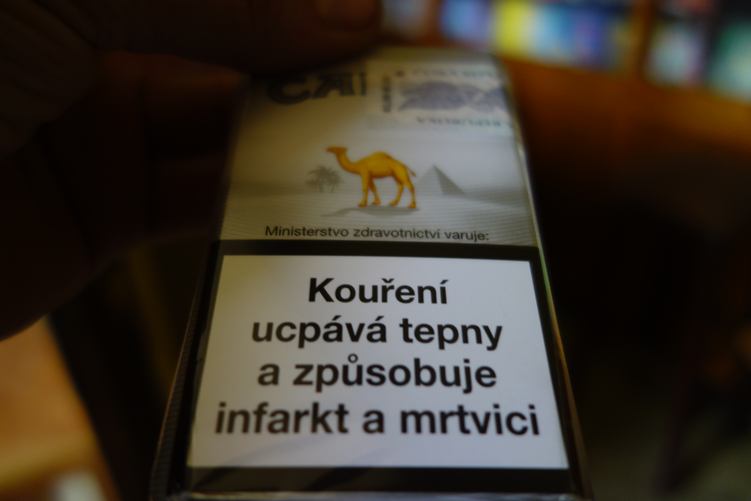 Ministerstvo zdravotnictví varuje:
Kouření
ucpává tepny
a způsobuje
infarkt a mrtvici